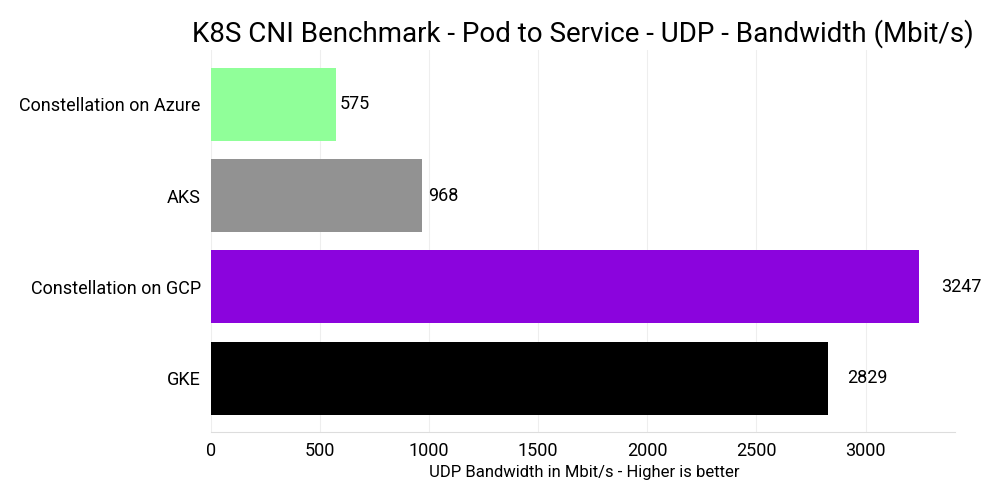 K8S CNI Benchmark - Pod to Service - UDP - Bandwidth (Mbit/s)
Constellation on Azure
575
AKS
968
Constellation on GCP
3247
GKE
2829
0 500 1000 1500 2000 2500 3000
UDP Bandwidth in Mbit/s - Higher is better